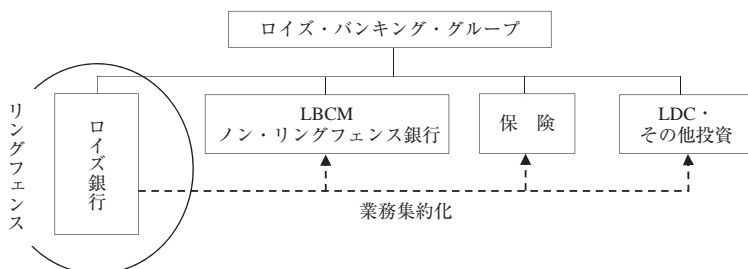 ロイズ・バンキング・グループ
リングフェンス
ロイズ銀行
LBCM
ノン・リングフェンス銀行
保 険
LDC・
その他投資
業務集約化